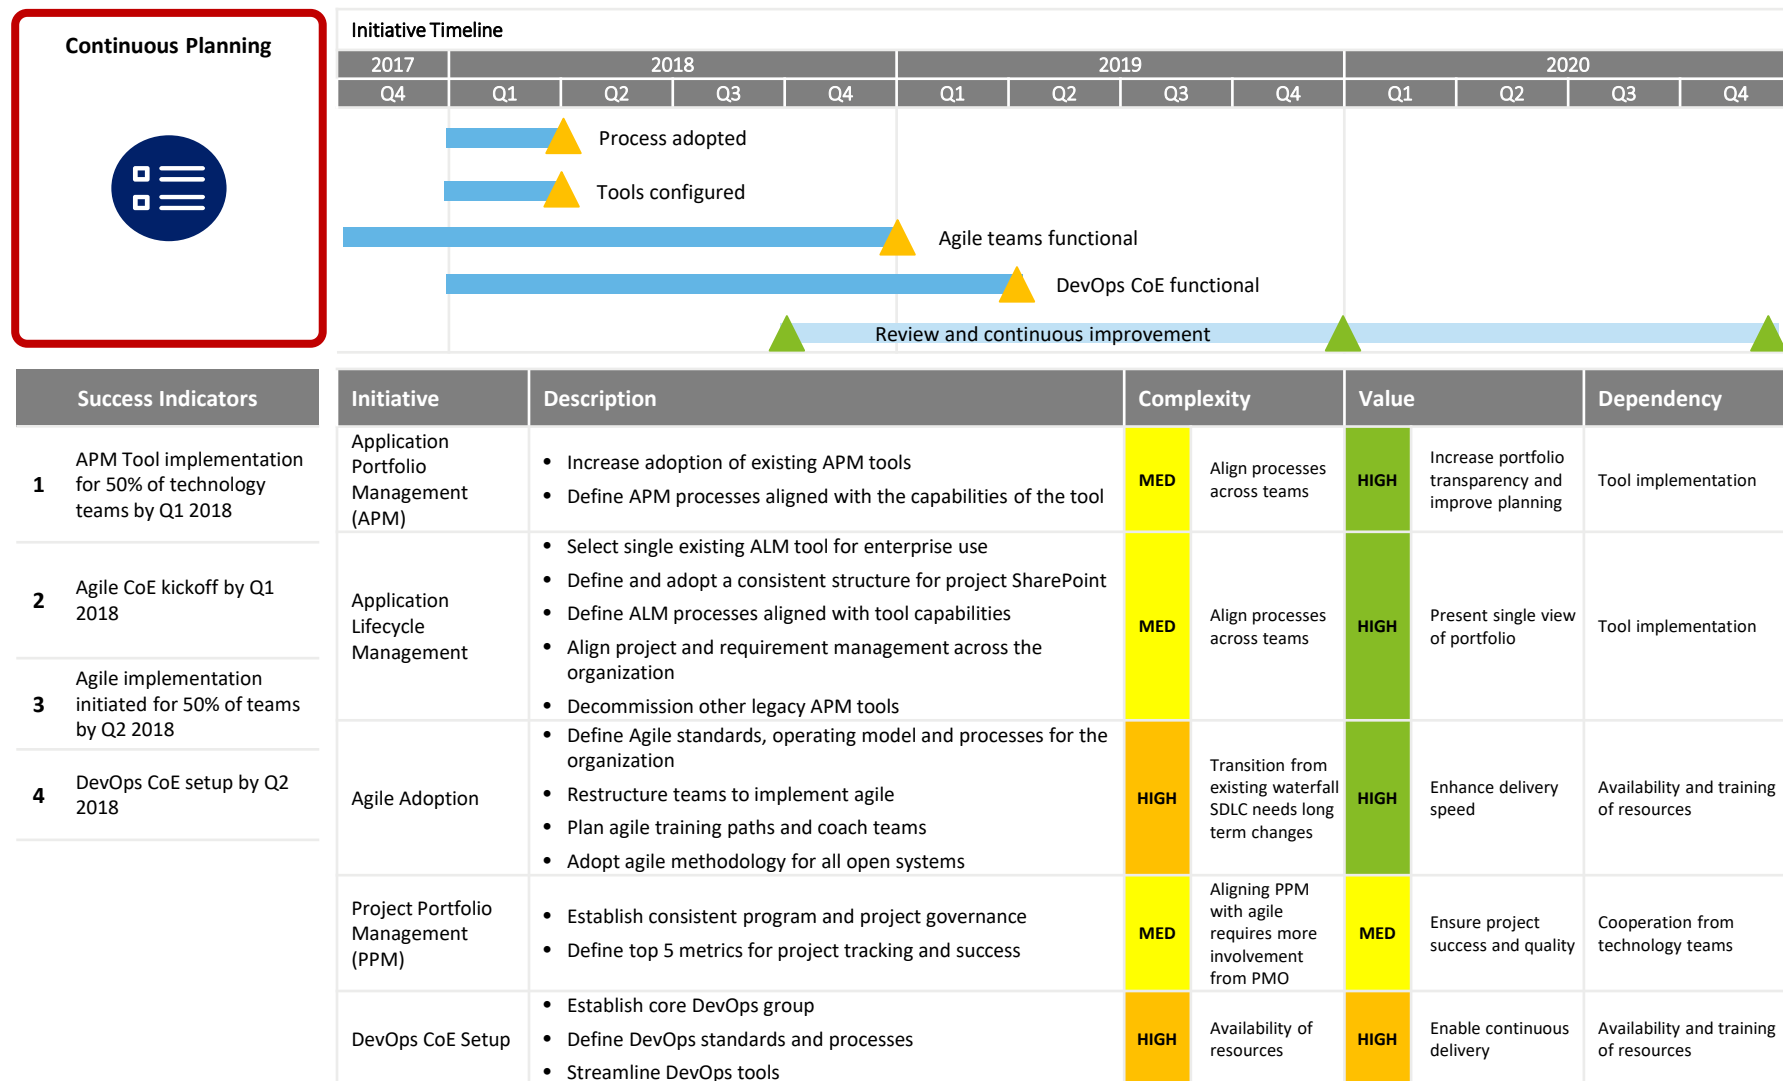 Continuous Planning
Initiative Timeline
2017 2018 2019 2020
Q4 Q1 Q2 Q3 Q4 Q1 Q2 Q3 Q4 Q1 Q2 Q3 Q4
Process adopted
Tools configured
Agile teams functional
DevOps CoE functional
Review and continuous improvement
Success Indicators
1
APM Tool implementation
for 50% of technology
teams by Q1 2018
2
Agile CoE kickoff by Q1
2018
3
Agile implementation
initiated for 50% of teams
by Q2 2018
4
DevOps CoE setup by Q2
2018
Initiative Description Complexity Value Dependency
Application
Portfolio
Management
(APM)
• Increase adoption of existing APM tools
• Define APM processes aligned with the capabilities of the tool
MED
Align processes
across teams
HIGH
Increase portfolio
transparency and
improve planning
Tool implementation
Application
Lifecycle
Management
• Select single existing ALM tool for enterprise use
• Define and adopt a consistent structure for project SharePoint
• Define ALM processes aligned with tool capabilities
• Align project and requirement management across the
organization
• Decommission other legacy APM tools
MED
Align processes
across teams
HIGH
Present single view
of portfolio
Tool implementation
Agile Adoption
• Define Agile standards, operating model and processes for the
organization
• Restructure teams to implement agile
• Plan agile training paths and coach teams
• Adopt agile methodology for all open systems
HIGH
Transition from
existing waterfall
SDLC needs long
term changes
HIGH
Enhance delivery
speed
Availability and training
of resources
Project Portfolio
Management
(PPM)
• Establish consistent program and project governance
• Define top 5 metrics for project tracking and success
MED
Aligning PPM
with agile
requires more
involvement
from PMO
MED
Ensure project
success and quality
Cooperation from
technology teams
DevOps CoE Setup
• Establish core DevOps group
• Define DevOps standards and processes
• Streamline DevOps tools
HIGH
Availability of
resources
HIGH
Enable continuous
delivery
Availability and training
of resources